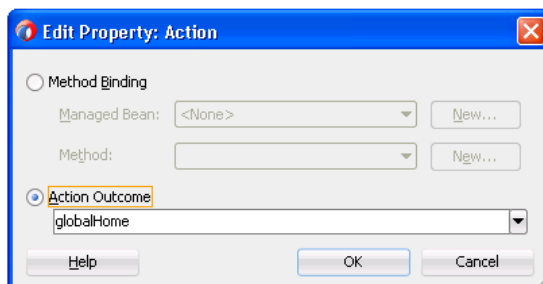 Edit Property: Action
Method Binding
Managed Bean: <None> New...
Method: New...
Action Outcome
globalHome
Help OK Cancel